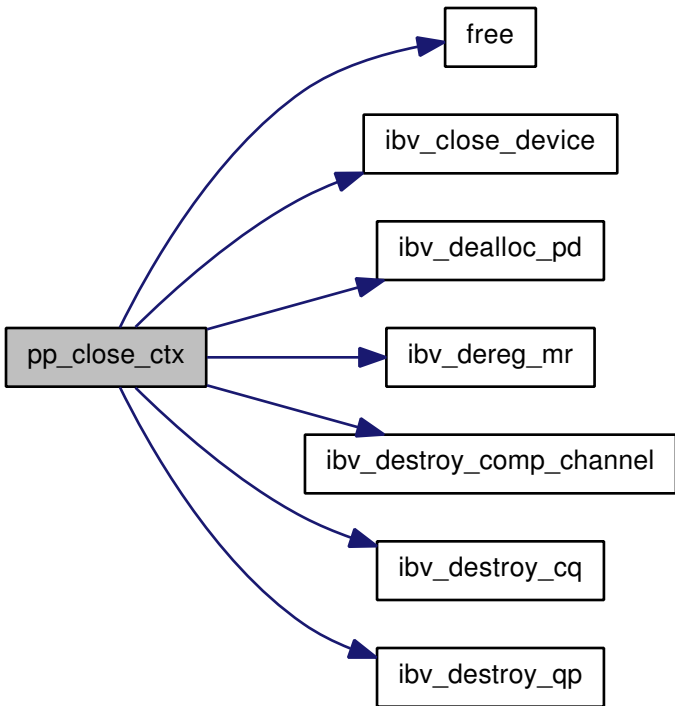 free
ibv_close_device
ibv_dealloc_pd
pp_close_ctx
ibv_dereg_mr
ibv_destroy_comp_channel
ibv_destroy_cq
ibv_destroy_qp